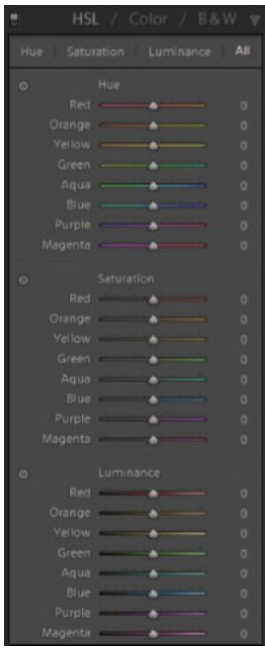 HSL / Color / B & W
Hue | Saturation | Luminance | All
Hue
Red 0
Orange 0
Yellow 0
Green 0
Aqua 0
Blue 0
Purple 0
Magenta 0
Saturation
Red 0
Orange 0
Yellow 0
Green 0
Aqua 0
Blue 0
Purple 0
Magenta 0
Luminance
Red 0
Orange 0
Yellow 0
Green 0
Aqua 0
Blue 0
Purple 0
Magenta 0